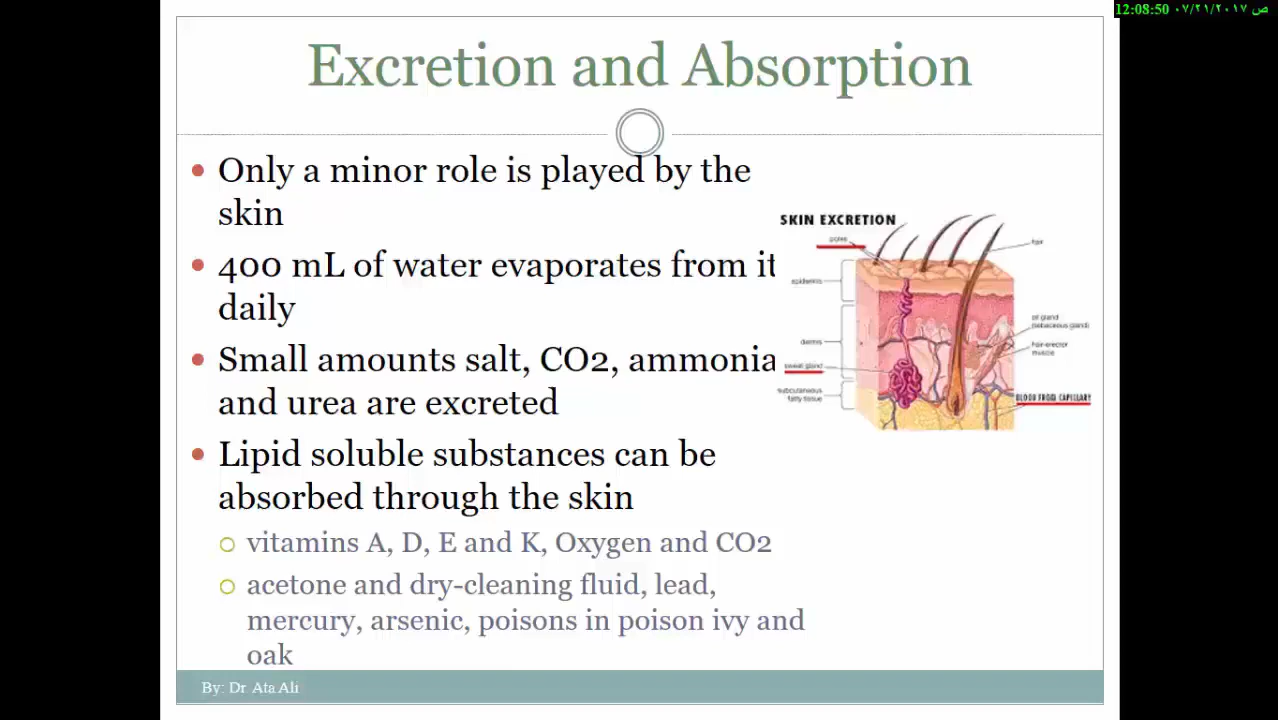 12:08:50 ٠٧/٢١/٢٠١٧ ص
Excretion and Absorption
Only a minor role is played by the
skin
400 mL of water evaporates from it
daily
Small amounts salt, CO2, ammonia
and urea are excreted
Lipid soluble substances can be
absorbed through the skin
vitamins A, D, E and K, Oxygen and CO2
acetone and dry-cleaning fluid, lead,
mercury, arsenic, poisons in poison ivy and
oak
SKIN EXCRETION
pore
hair
epidermis
oil gland
(sebaceous gland)
dermis
hair-erector
muscle
sweat gland
subcutaneous
fatty tissue
BLOOD FROM CAPILLARY
By: Dr. Ata Ali